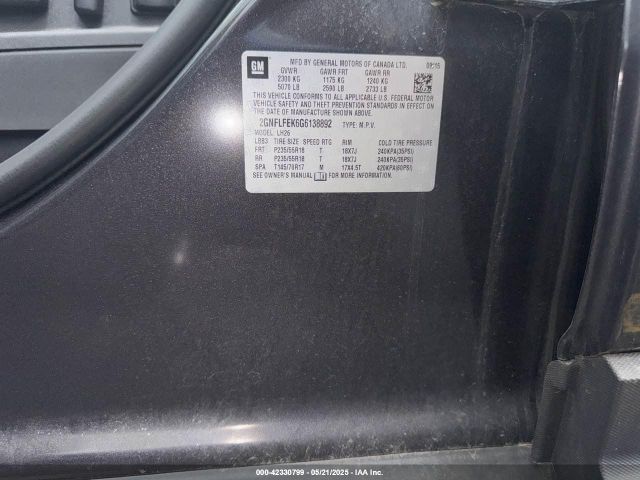 GM
MFD BY GENERAL MOTORS OF CANADA LTD.
GVWR GAWR FRT GAWR RR
2300 KG 1175 KG 1240 KG
5070 LB 2590 LB 2733 LB
THIS VEHICLE CONFORMS TO ALL APPLICABLE U.S. FEDERAL MOTOR
VEHICLE SAFETY AND THEFT PREVENTION STANDARDS IN EFFECT ON
THE DATE OF MANUFACTURE SHOWN ABOVE.
2GNFLFEK6G6138892 TYPE: M.P.V.
MODEL: LH26
LRB3 TIRE SIZE SPEED RTG RIM COLD TIRE PRESSURE
FRT P235/55R18 T 18X7J 240KPA(35PSI)
RR P235/55R18 T 18X7J 240KPA(35PSI)
SPA T145/70R17 M 17X4.5T 420KPA(60PSI)
SEE OWNER'S MANUAL FOR MORE INFORMATION.
000-42330799 — 05/21/2025 — IAA Inc.